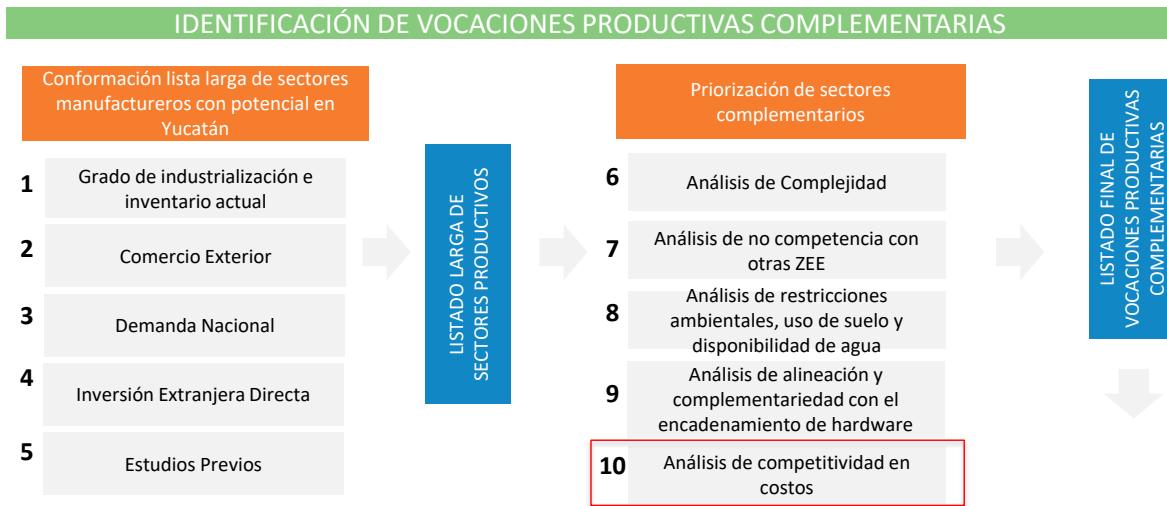 IDENTIFICACIÓN DE VOCACIONES PRODUCTIVAS COMPLEMENTARIAS
Conformación lista larga de sectores
manufactureros con potencial en
Yucatán
1
Grado de industrialización e
inventario actual
2
Comercio Exterior
3
Demanda Nacional
4
Inversión Extranjera Directa
5
Estudios Previos
LISTADO LARGA DE
SECTORES PRODUCTIVOS
Priorización de sectores
complementarios
6
Análisis de Complejidad
7
Análisis de no competencia con
otras ZEE
8
Análisis de restricciones
ambientales, uso de suelo y
disponibilidad de agua
9
Análisis de alineación y
complementariedad con el
encadenamiento de hardware
10
Análisis de competitividad en
costos
LISTADO FINAL DE
VOCACIONES PRODUCTIVAS
COMPLEMENTARIAS